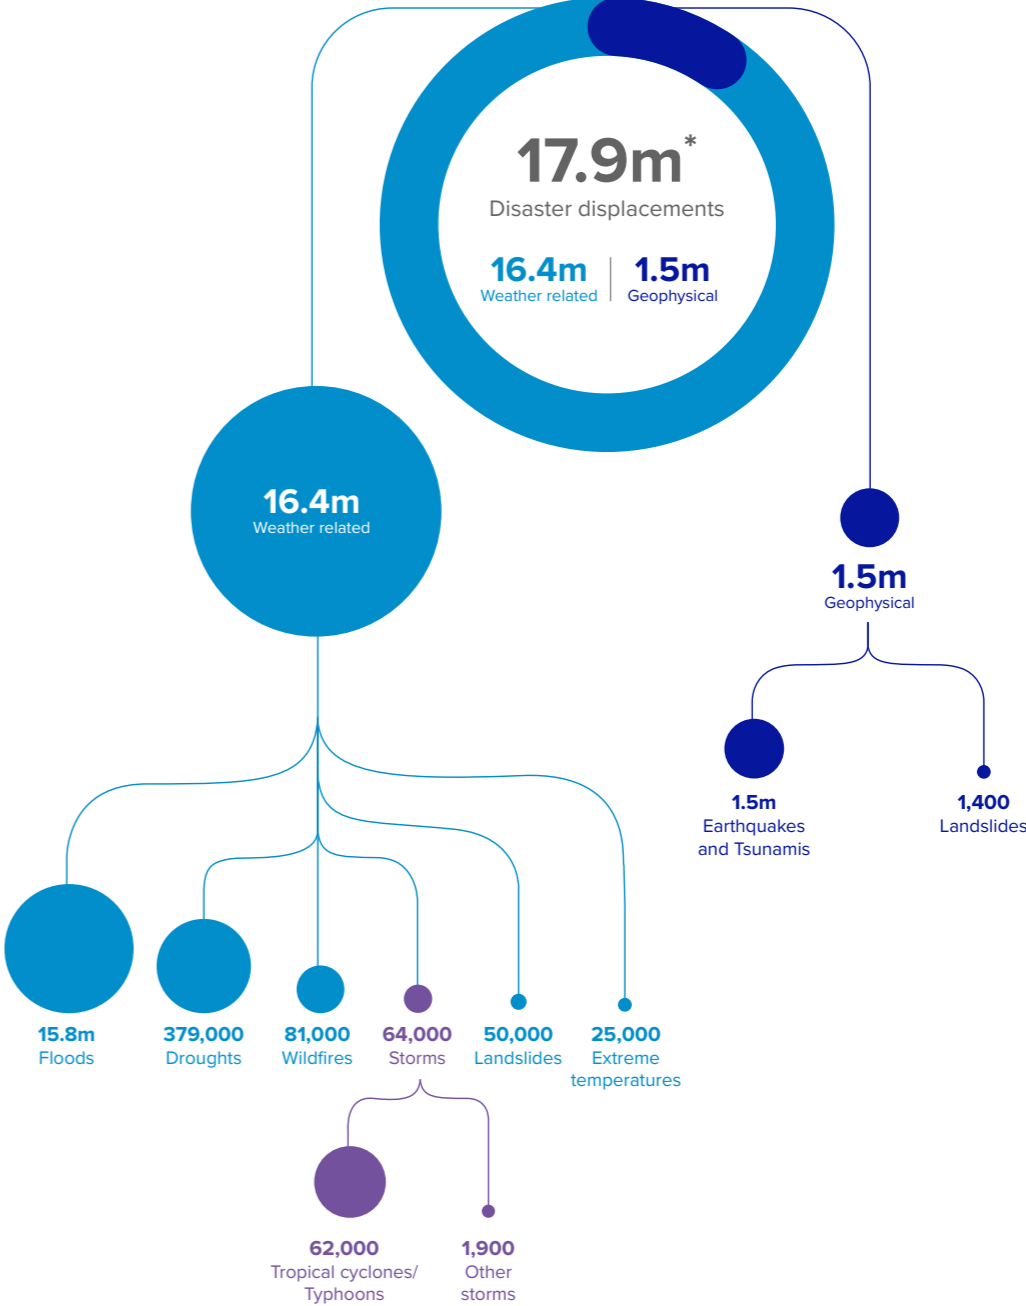 17.9m*
Disaster displacements
16.4m
Weather related
1.5m
Geophysical
16.4m
Weather related
1.5m
Geophysical
1.5m
Earthquakes
and Tsunamis
1,400
Landslides
15.8m
Floods
379,000
Droughts
81,000
Wildfires
64,000
Storms
50,000
Landslides
25,000
Extreme
temperatures
62,000
Tropical cyclones/
Typhoons
1,900
Other
storms